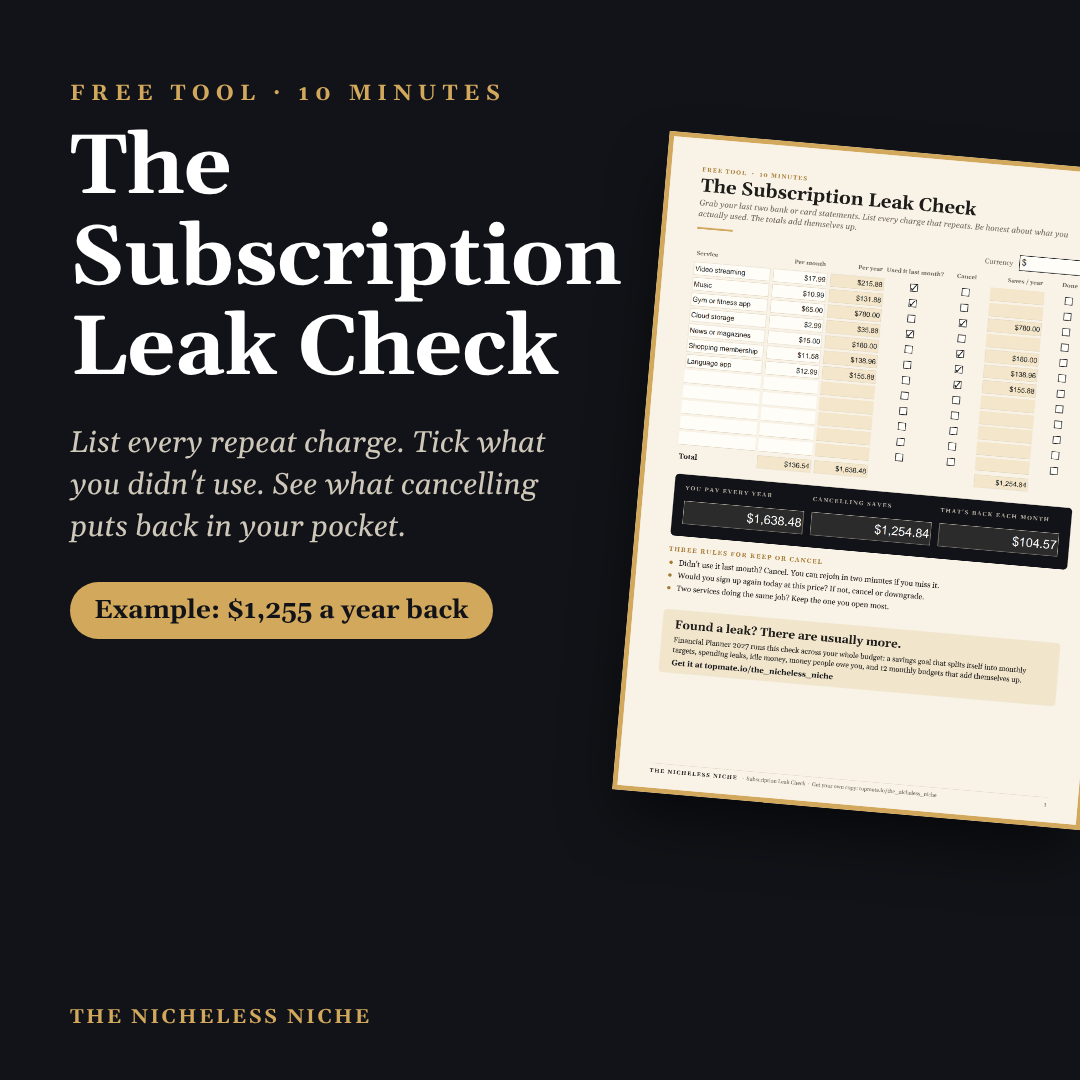 FREE TOOL · 10 MINUTES
The
Subscription
Leak Check
List every repeat charge. Tick what
you didn't use. See what cancelling
puts back in your pocket.
Example: $1,255 a year back
THE NICHELESS NICHE
FREE TOOL · 10 MINUTES
The Subscription Leak Check
Grab your last two bank or card statements. List every charge that repeats. Be honest about what you
actually used. The totals add themselves up.
Currency $
Service Per month Per year Used it last month? Cancel Saves / year Done
Video streaming $17.99 $215.88
Music $10.99 $131.88
Gym or fitness app $65.00 $780.00 $780.00
Cloud storage $2.99 $35.88
News or magazines $15.00 $180.00 $180.00
Shopping membership $11.58 $138.96 $138.96
Language app $12.99 $155.88 $155.88
Total $136.54 $1,638.48 $1,254.84
YOU PAY EVERY YEAR CANCELLING SAVES THAT'S BACK EACH MONTH
$1,638.48 $1,254.84 $104.57
THREE RULES FOR KEEP OR CANCEL
• Didn't use it last month? Cancel. You can rejoin in two minutes if you miss it.
• Would you sign up again today at this price? If not, cancel or downgrade.
• Two services doing the same job? Keep the one you open most.
Found a leak? There are usually more.
Financial Planner 2027 runs this check across your whole budget: a savings goal that splits itself into monthly
targets, spending leaks, idle money, money people owe you, and 12 monthly budgets that add themselves up.
Get it at topmate.io/the_nicheless_niche
THE NICHELESS NICHE · Subscription Leak Check · Get your own copy: topmate.io/the_nicheless_niche
1